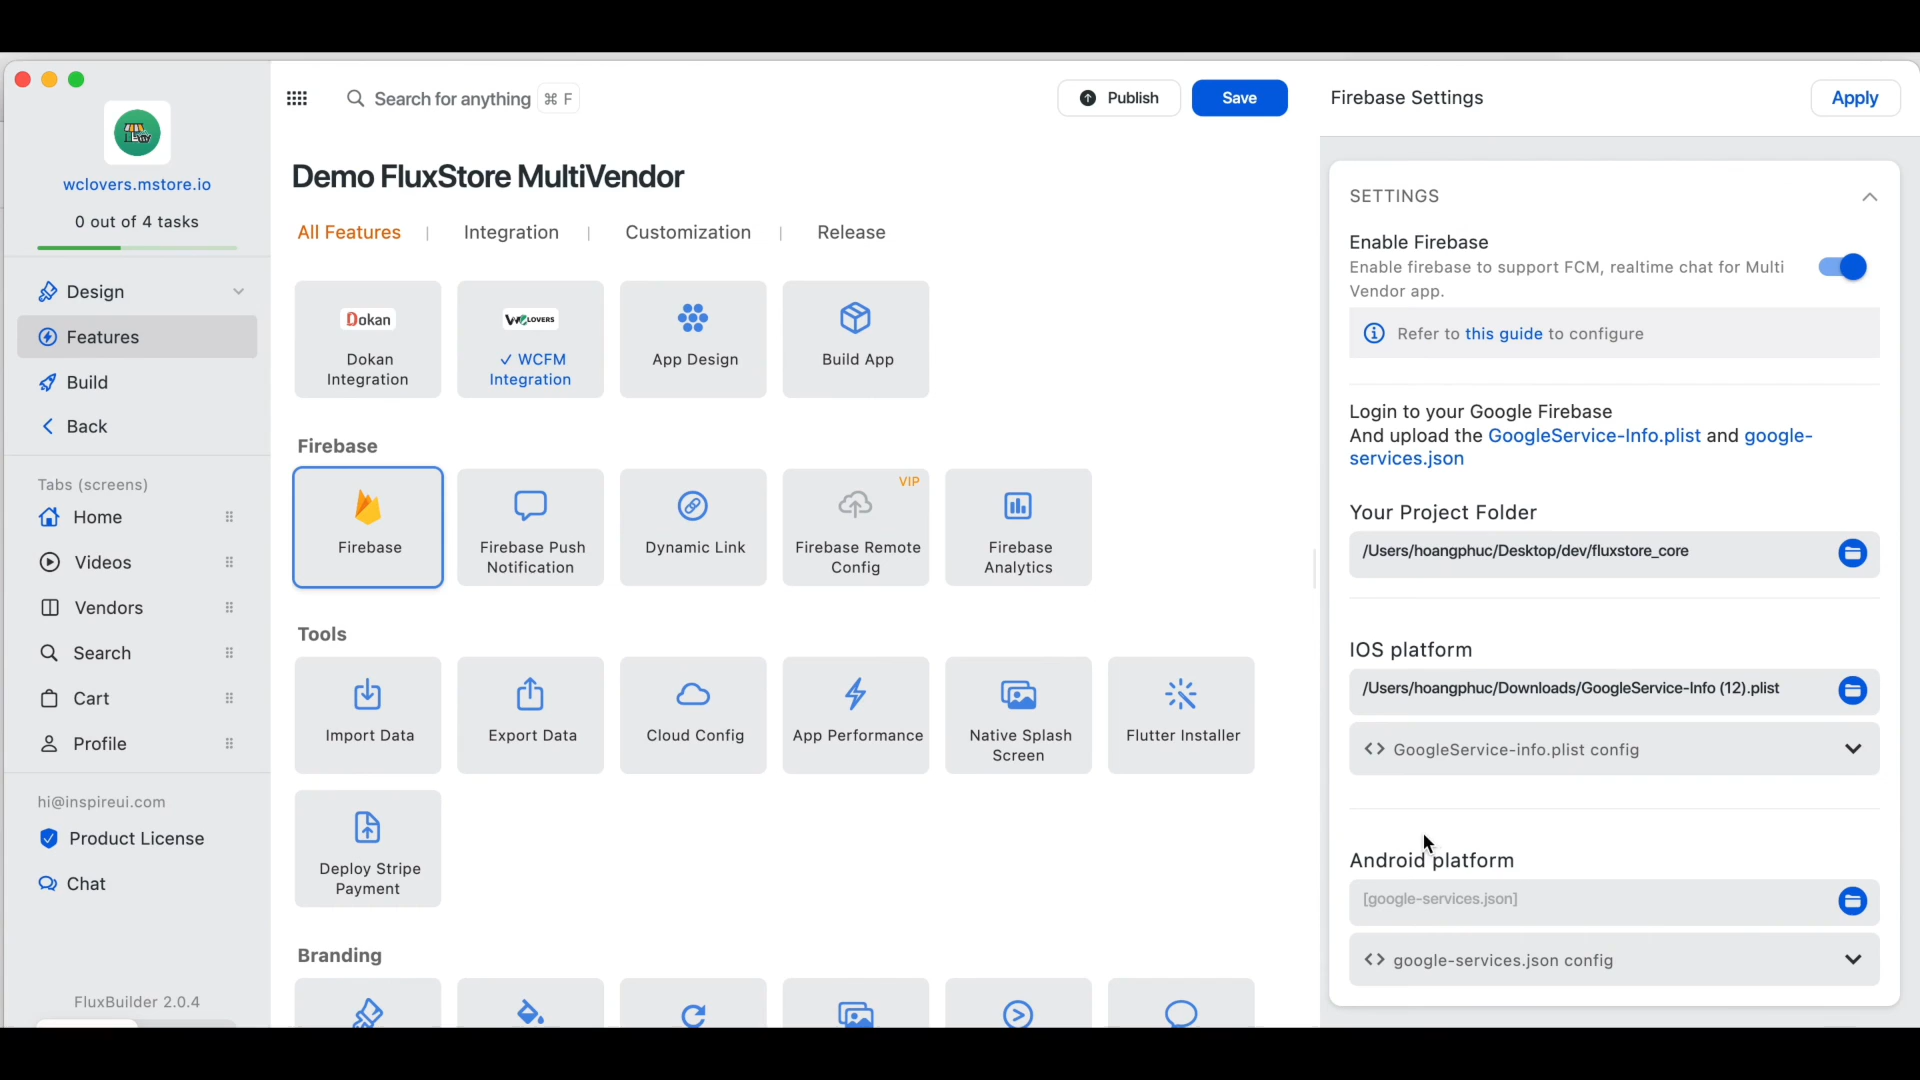 wclovers.mstore.io
0 out of 4 tasks
Design
Features
Build
Back
Tabs (screens)
Home
Videos
Vendors
Search
Cart
Profile
hi@inspireui.com
Product License
Chat
FluxBuilder 2.0.4
Search for anything ⌘ F
Publish
Save
Demo FluxStore MultiVendor
All Features | Integration | Customization | Release
Dokan
Dokan
Integration
WC LOVERS
✓ WCFM
Integration
App Design
Build App
Firebase
Firebase
Firebase Push
Notification
Dynamic Link
VIP
Firebase Remote
Config
Firebase
Analytics
Tools
Import Data
Export Data
Cloud Config
App Performance
Native Splash
Screen
Flutter Installer
Deploy Stripe
Payment
Branding
Firebase Settings
Apply
SETTINGS
Enable Firebase
Enable firebase to support FCM, realtime chat for Multi
Vendor app.
Refer to this guide to configure
Login to your Google Firebase
And upload the GoogleService-Info.plist and google-
services.json
Your Project Folder
/Users/hoangphuc/Desktop/dev/fluxstore_core
IOS platform
/Users/hoangphuc/Downloads/GoogleService-Info (12).plist
<> GoogleService-info.plist config
Android platform
[google-services.json]
<> google-services.json config